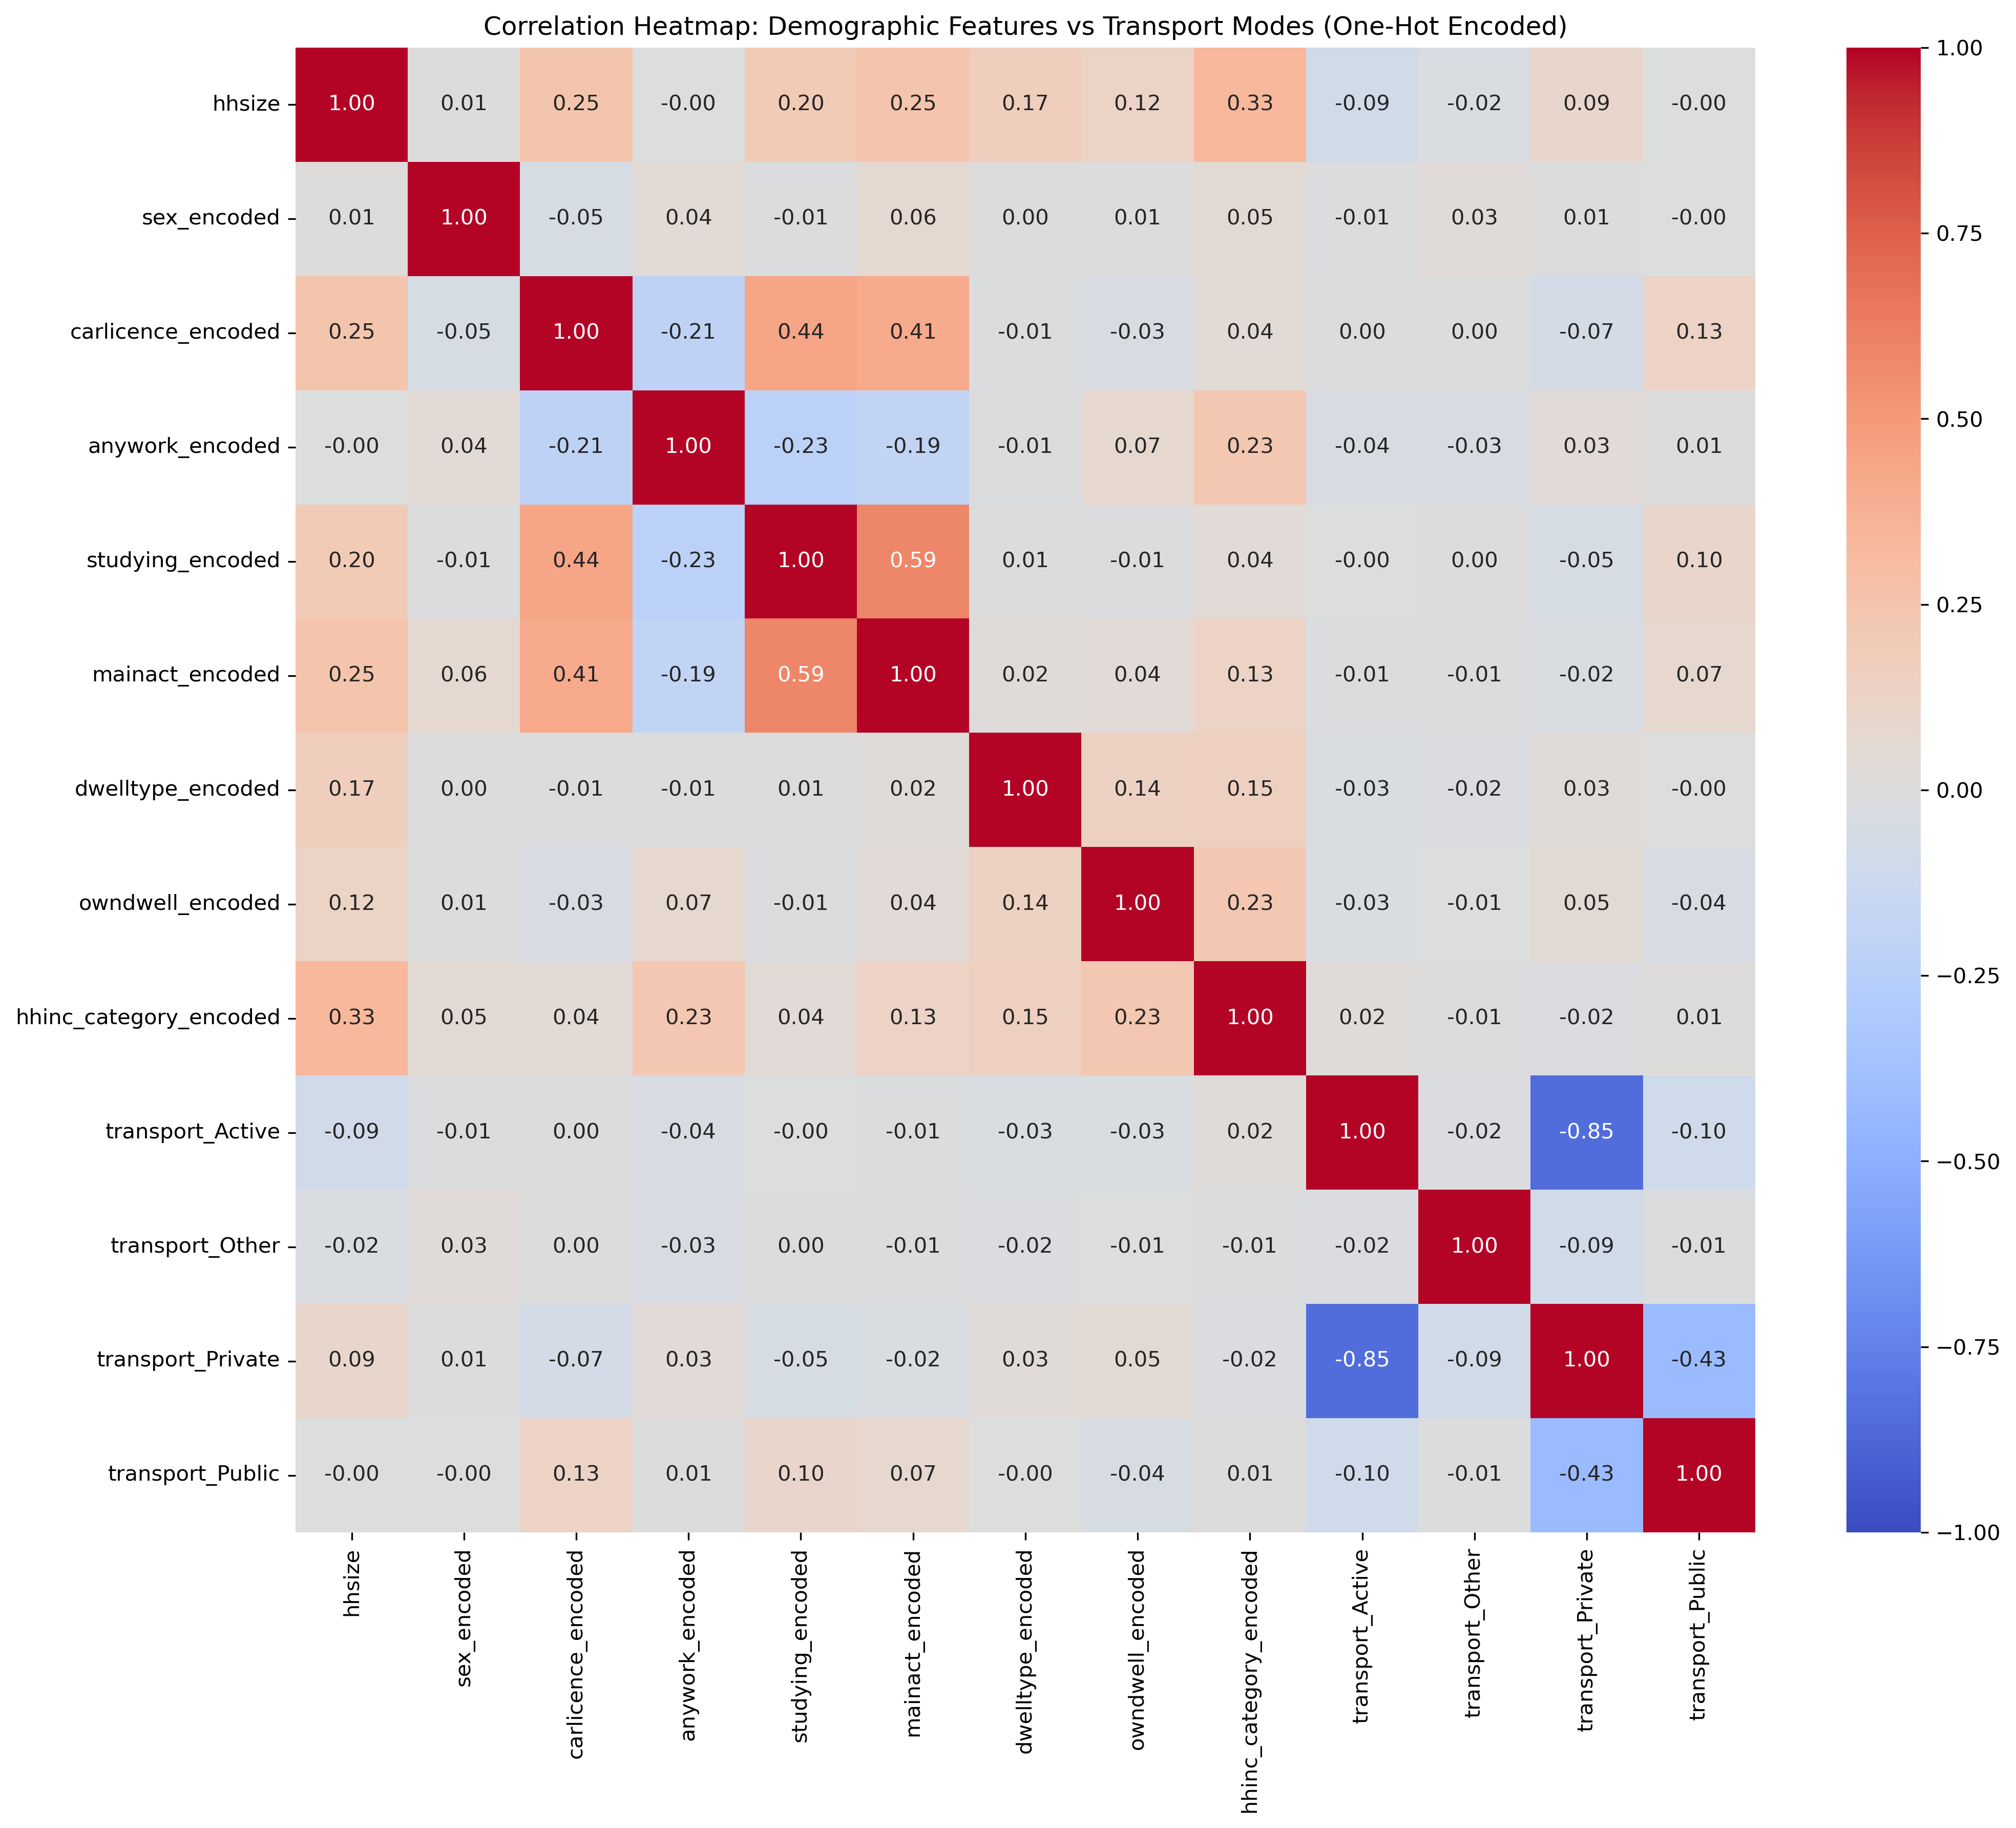 Correlation Heatmap: Demographic Features vs Transport Modes (One-Hot Encoded)
hhsize 1.00 0.01 0.25 -0.00 0.20 0.25 0.17 0.12 0.33 -0.09 -0.02 0.09 -0.00
sex_encoded 0.01 1.00 -0.05 0.04 -0.01 0.06 0.00 0.01 0.05 -0.01 0.03 0.01 -0.00
carlicence_encoded 0.25 -0.05 1.00 -0.21 0.44 0.41 -0.01 -0.03 0.04 0.00 0.00 -0.07 0.13
anywork_encoded -0.00 0.04 -0.21 1.00 -0.23 -0.19 -0.01 0.07 0.23 -0.04 -0.03 0.03 0.01
studying_encoded 0.20 -0.01 0.44 -0.23 1.00 0.59 0.01 -0.01 0.04 -0.00 0.00 -0.05 0.10
mainact_encoded 0.25 0.06 0.41 -0.19 0.59 1.00 0.02 0.04 0.13 -0.01 -0.01 -0.02 0.07
dwelltype_encoded 0.17 0.00 -0.01 -0.01 0.01 0.02 1.00 0.14 0.15 -0.03 -0.02 0.03 -0.00
owndwell_encoded 0.12 0.01 -0.03 0.07 -0.01 0.04 0.14 1.00 0.23 -0.03 -0.01 0.05 -0.04
hhinc_category_encoded 0.33 0.05 0.04 0.23 0.04 0.13 0.15 0.23 1.00 0.02 -0.01 -0.02 0.01
transport_Active -0.09 -0.01 0.00 -0.04 -0.00 -0.01 -0.03 -0.03 0.02 1.00 -0.02 -0.85 -0.10
transport_Other -0.02 0.03 0.00 -0.03 0.00 -0.01 -0.02 -0.01 -0.01 -0.02 1.00 -0.09 -0.01
transport_Private 0.09 0.01 -0.07 0.03 -0.05 -0.02 0.03 0.05 -0.02 -0.85 -0.09 1.00 -0.43
transport_Public -0.00 -0.00 0.13 0.01 0.10 0.07 -0.00 -0.04 0.01 -0.10 -0.01 -0.43 1.00
hhsize
sex_encoded
carlicence_encoded
anywork_encoded
studying_encoded
mainact_encoded
dwelltype_encoded
owndwell_encoded
hhinc_category_encoded
transport_Active
transport_Other
transport_Private
transport_Public
1.00
0.75
0.50
0.25
0.00
−0.25
−0.50
−0.75
−1.00